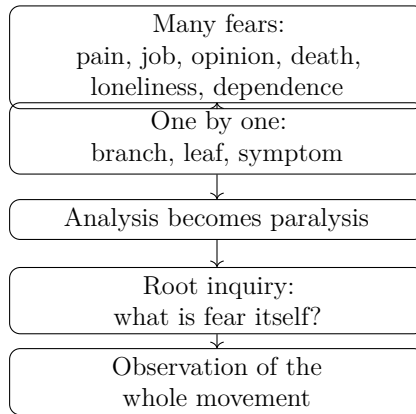 Many fears:
pain, job, opinion, death,
loneliness, dependence
One by one:
branch, leaf, symptom
Analysis becomes paralysis
Root inquiry:
what is fear itself?
Observation of the
whole movement